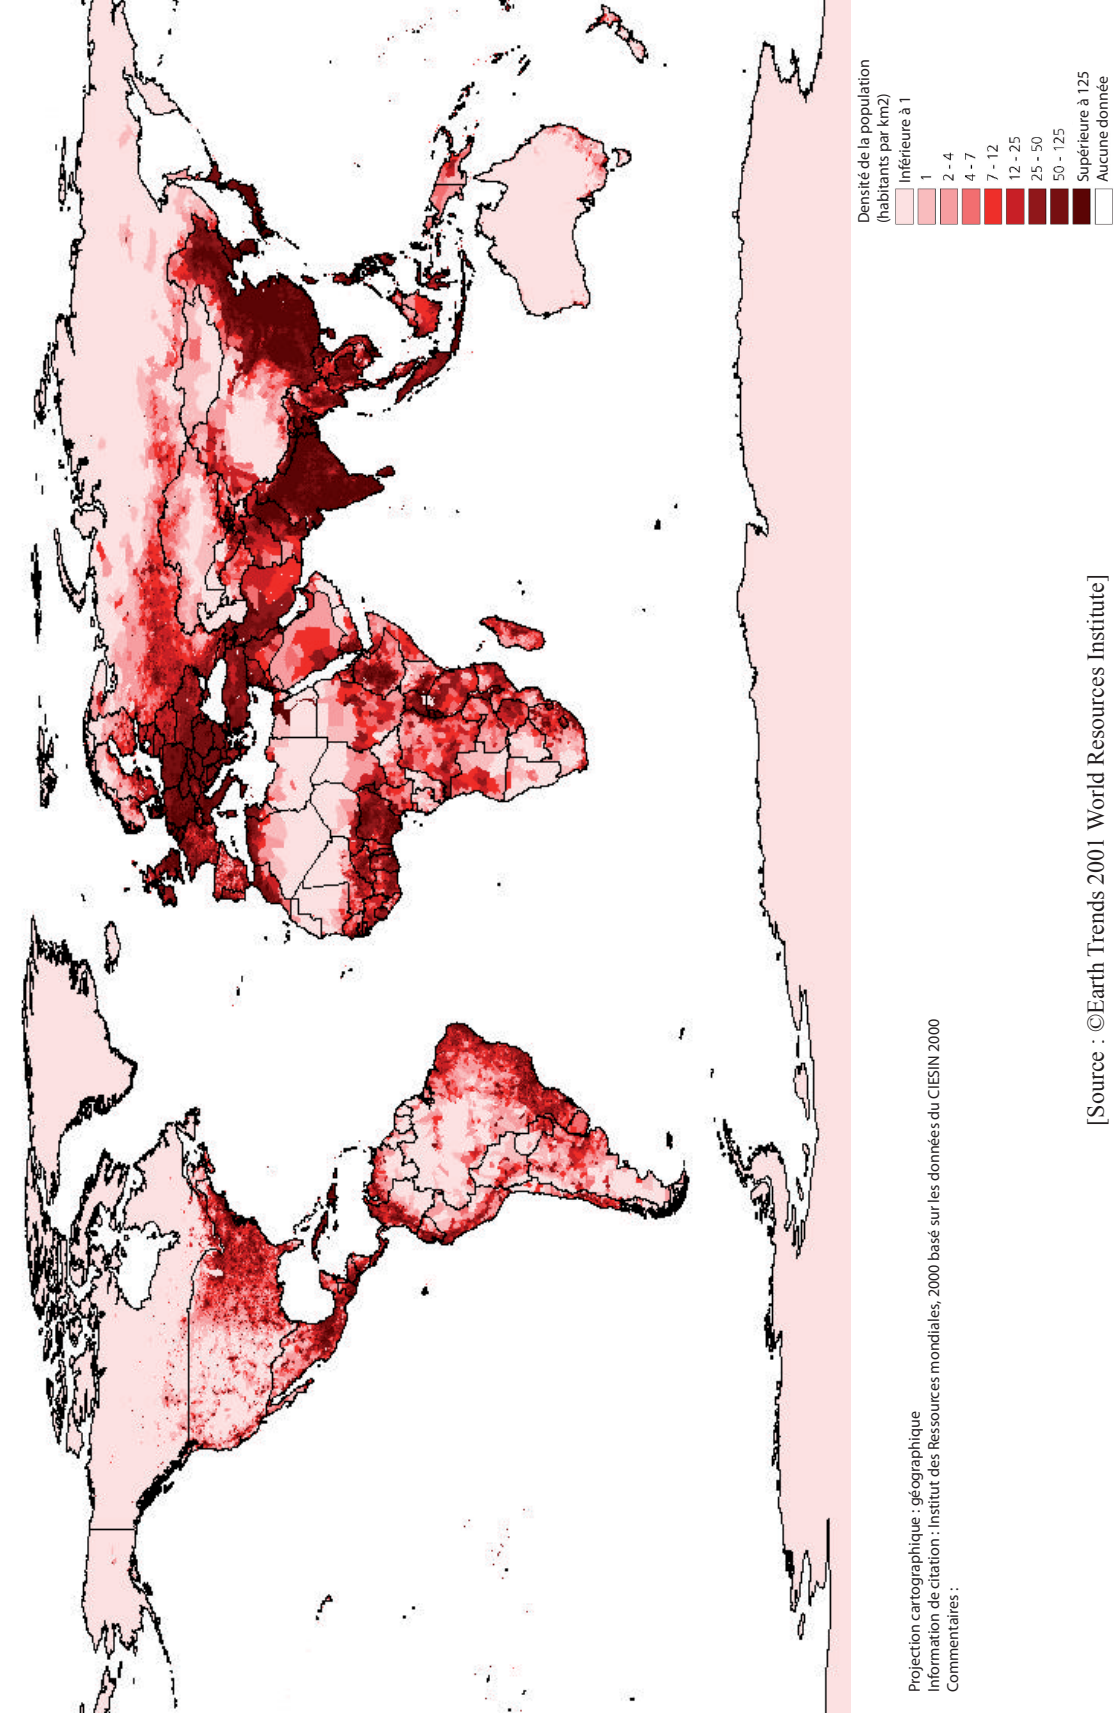 Densité de la population
(habitants par km2)
Inférieure à 1
1
2 - 4
4 - 7
7 - 12
12 - 25
25 - 50
50 - 125
Supérieure à 125
Aucune donnée
Projection cartographique : géographique
Information de citation : Institut des Ressources mondiales, 2000 basé sur les données du CIESIN 2000
Commentaires :
[Source : ©Earth Trends 2001 World Resources Institute]